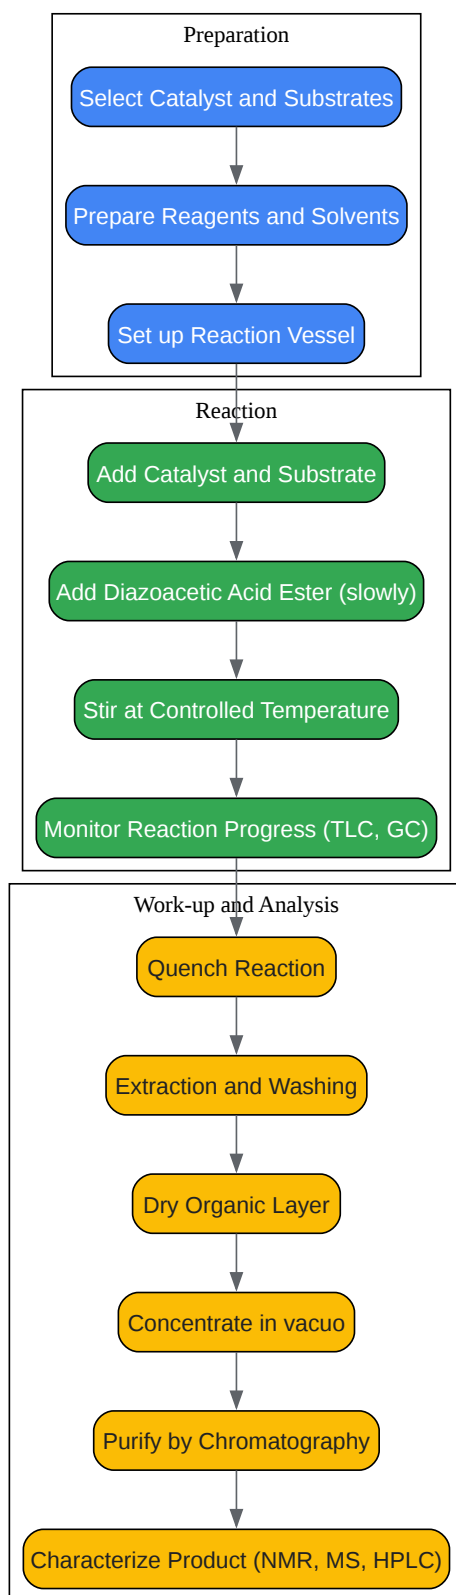 Preparation
Select Catalyst and Substrates
Prepare Reagents and Solvents
Set up Reaction Vessel
Reaction
Add Catalyst and Substrate
Add Diazoacetic Acid Ester (slowly)
Stir at Controlled Temperature
Monitor Reaction Progress (TLC, GC)
Work-up and Analysis
Quench Reaction
Extraction and Washing
Dry Organic Layer
Concentrate in vacuo
Purify by Chromatography
Characterize Product (NMR, MS, HPLC)